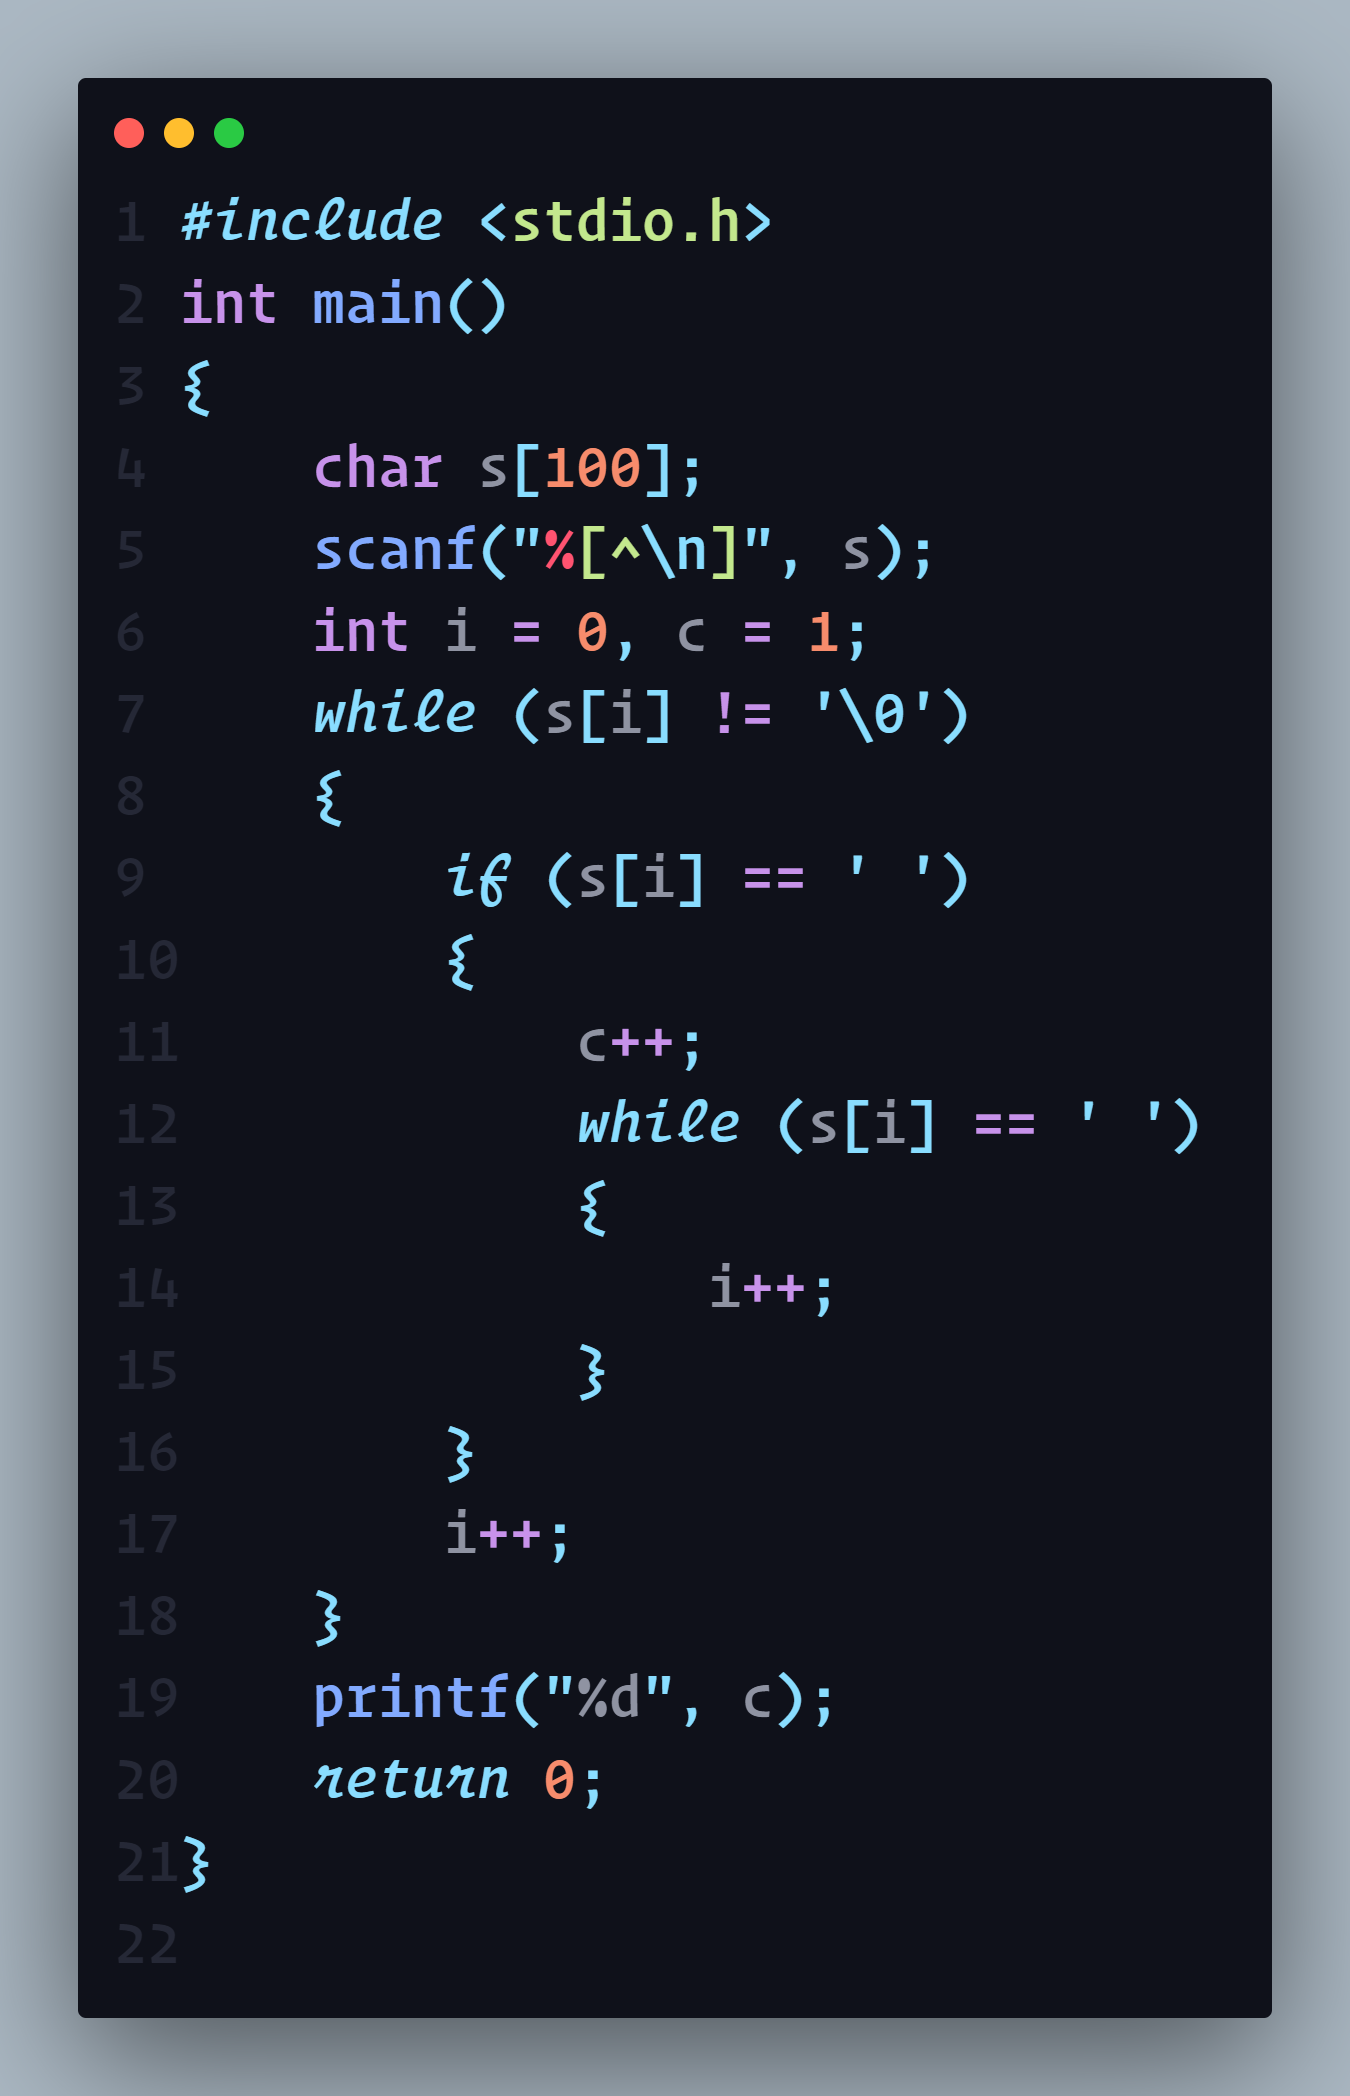 1 #include <stdio.h>
2 int main()
3 {
4     char s[100];
5     scanf("%[^\n]", s);
6     int i = 0, c = 1;
7     while (s[i] != '\0')
8     {
9         if (s[i] == ' ')
10         {
11             c++;
12             while (s[i] == ' ')
13             {
14                 i++;
15             }
16         }
17         i++;
18     }
19     printf("%d", c);
20     return 0;
21 }
22